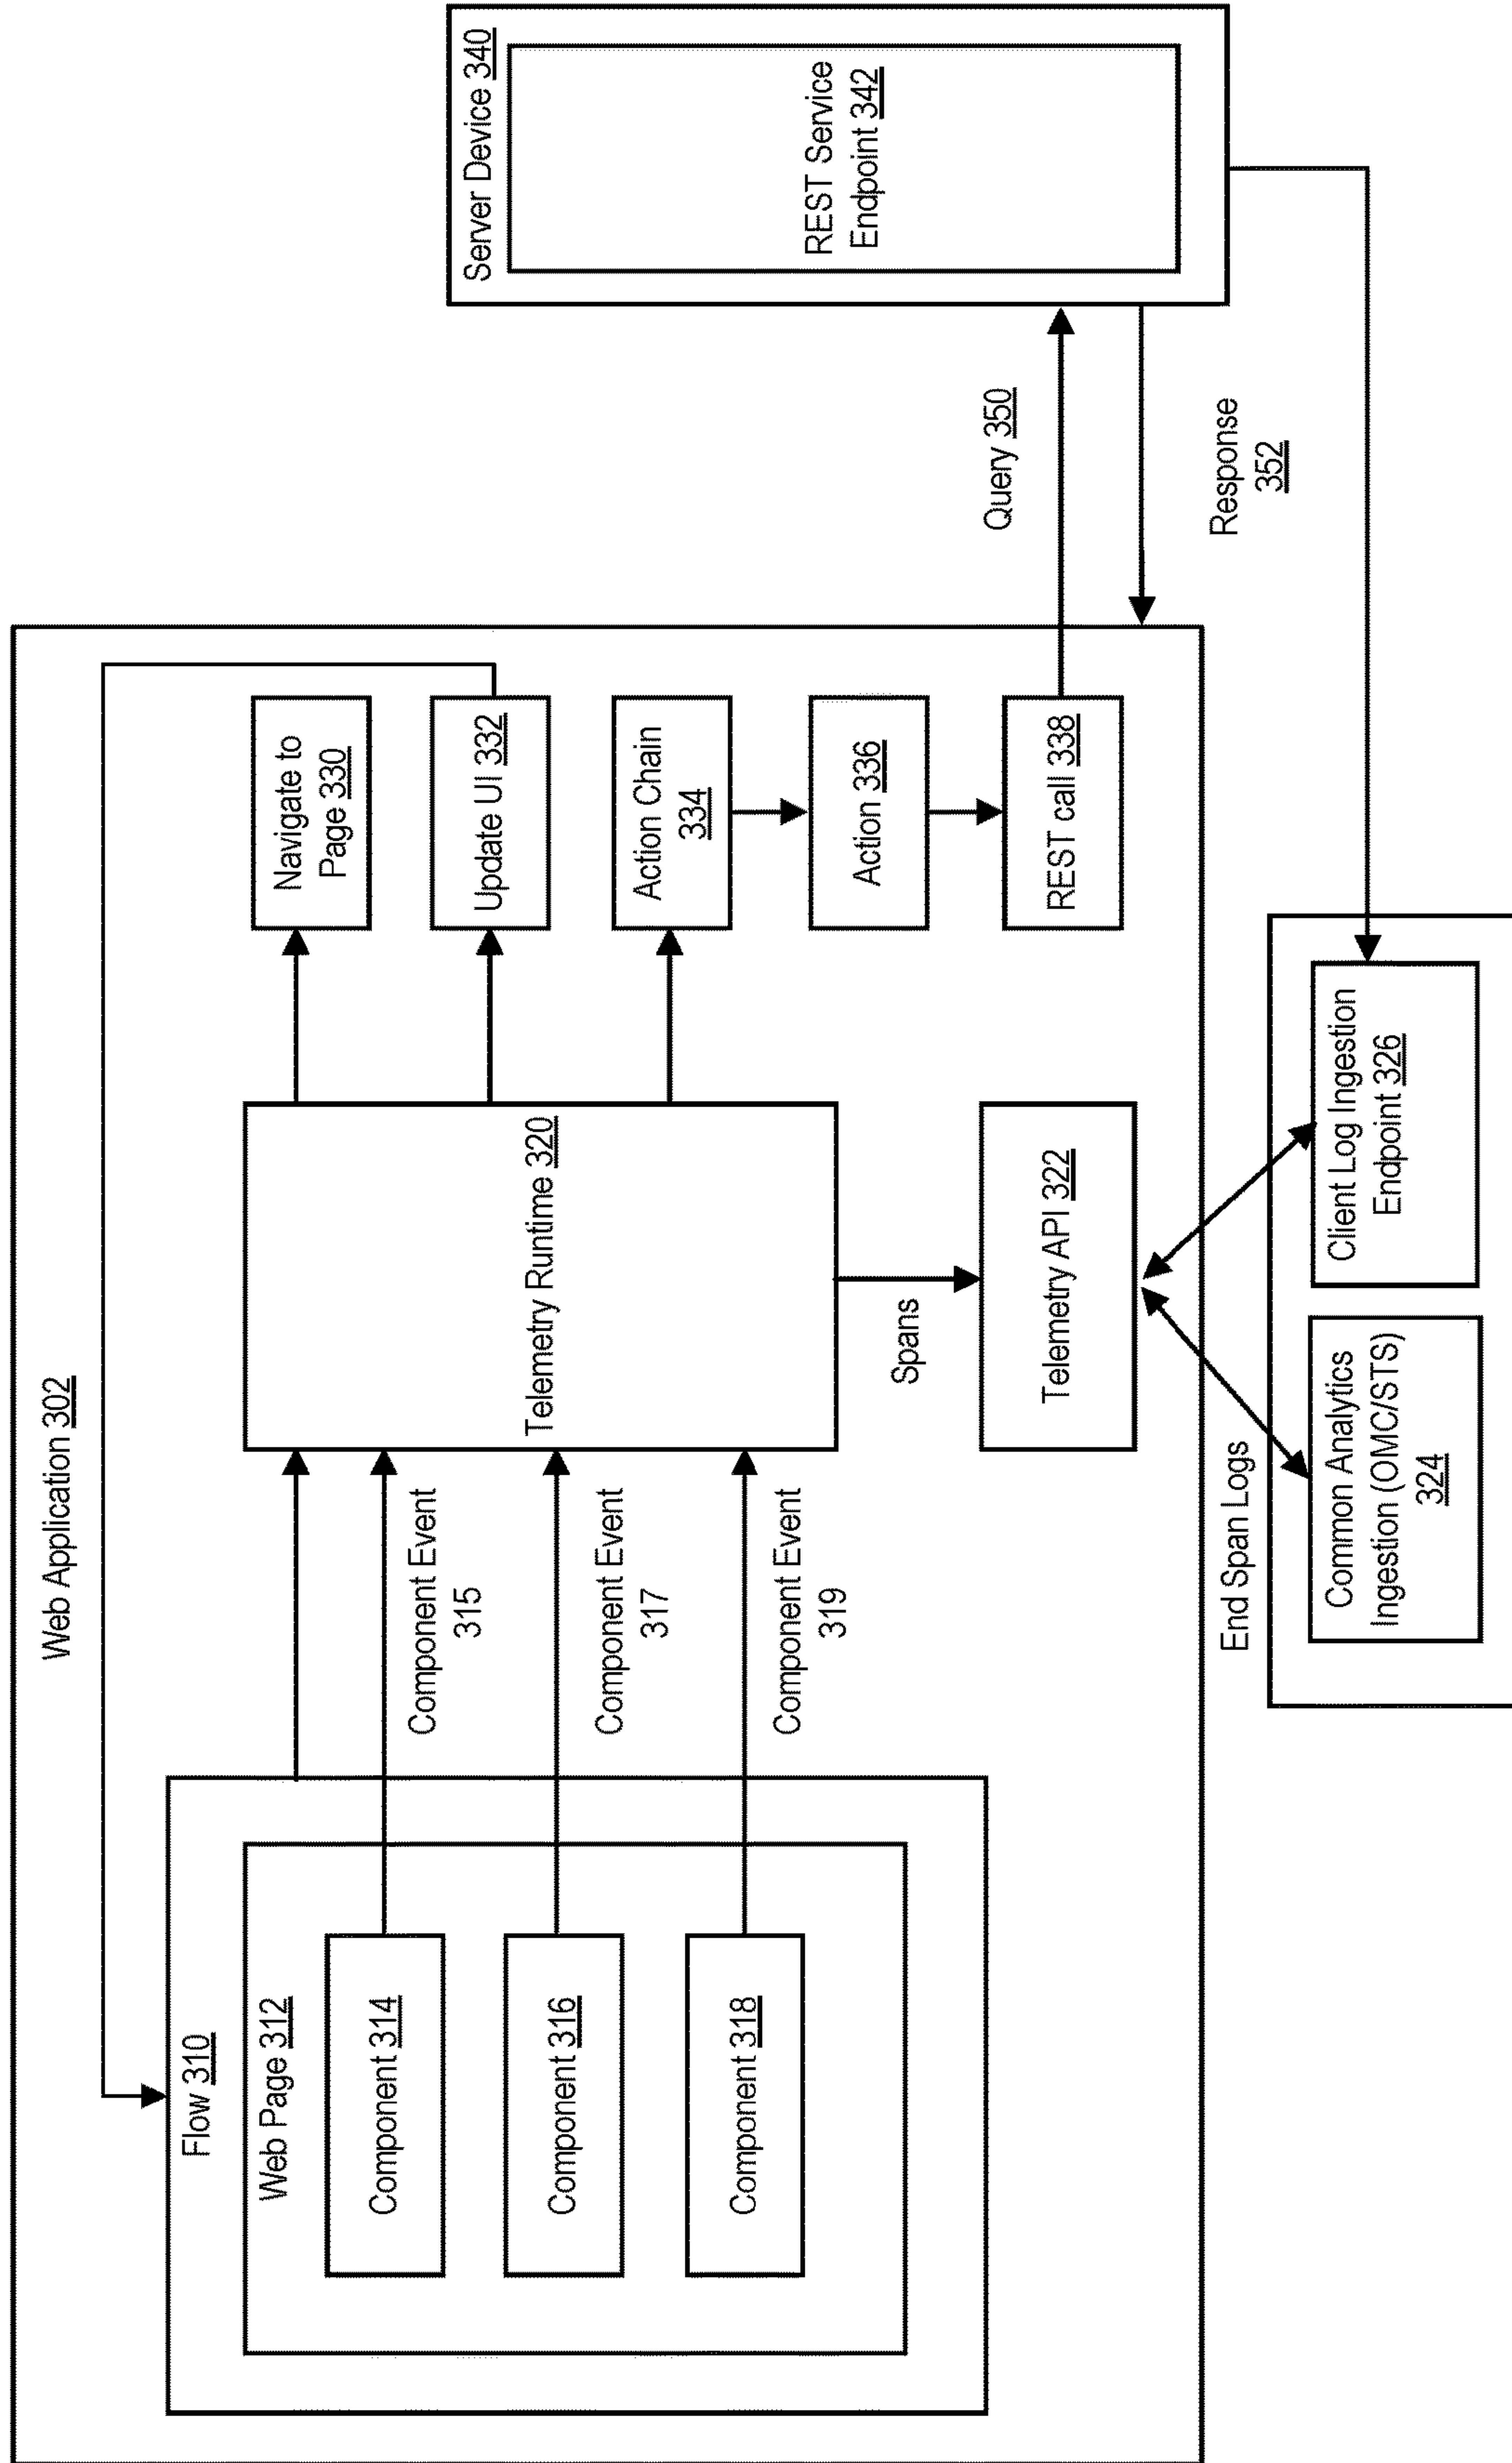 Web Application 302
Flow 310
Web Page 312
Component 314
Component 316
Component 318
Component Event
315
Component Event
317
Component Event
319
Telemetry Runtime 320
Spans
Telemetry API 322
Navigate to
Page 330
Update UI 332
Action Chain
334
Action 336
REST call 338
Query 350
Response
352
Server Device 340
REST Service
Endpoint 342
End Span Logs
Common Analytics
Ingestion (OMC/STS)
324
Client Log Ingestion
Endpoint 326